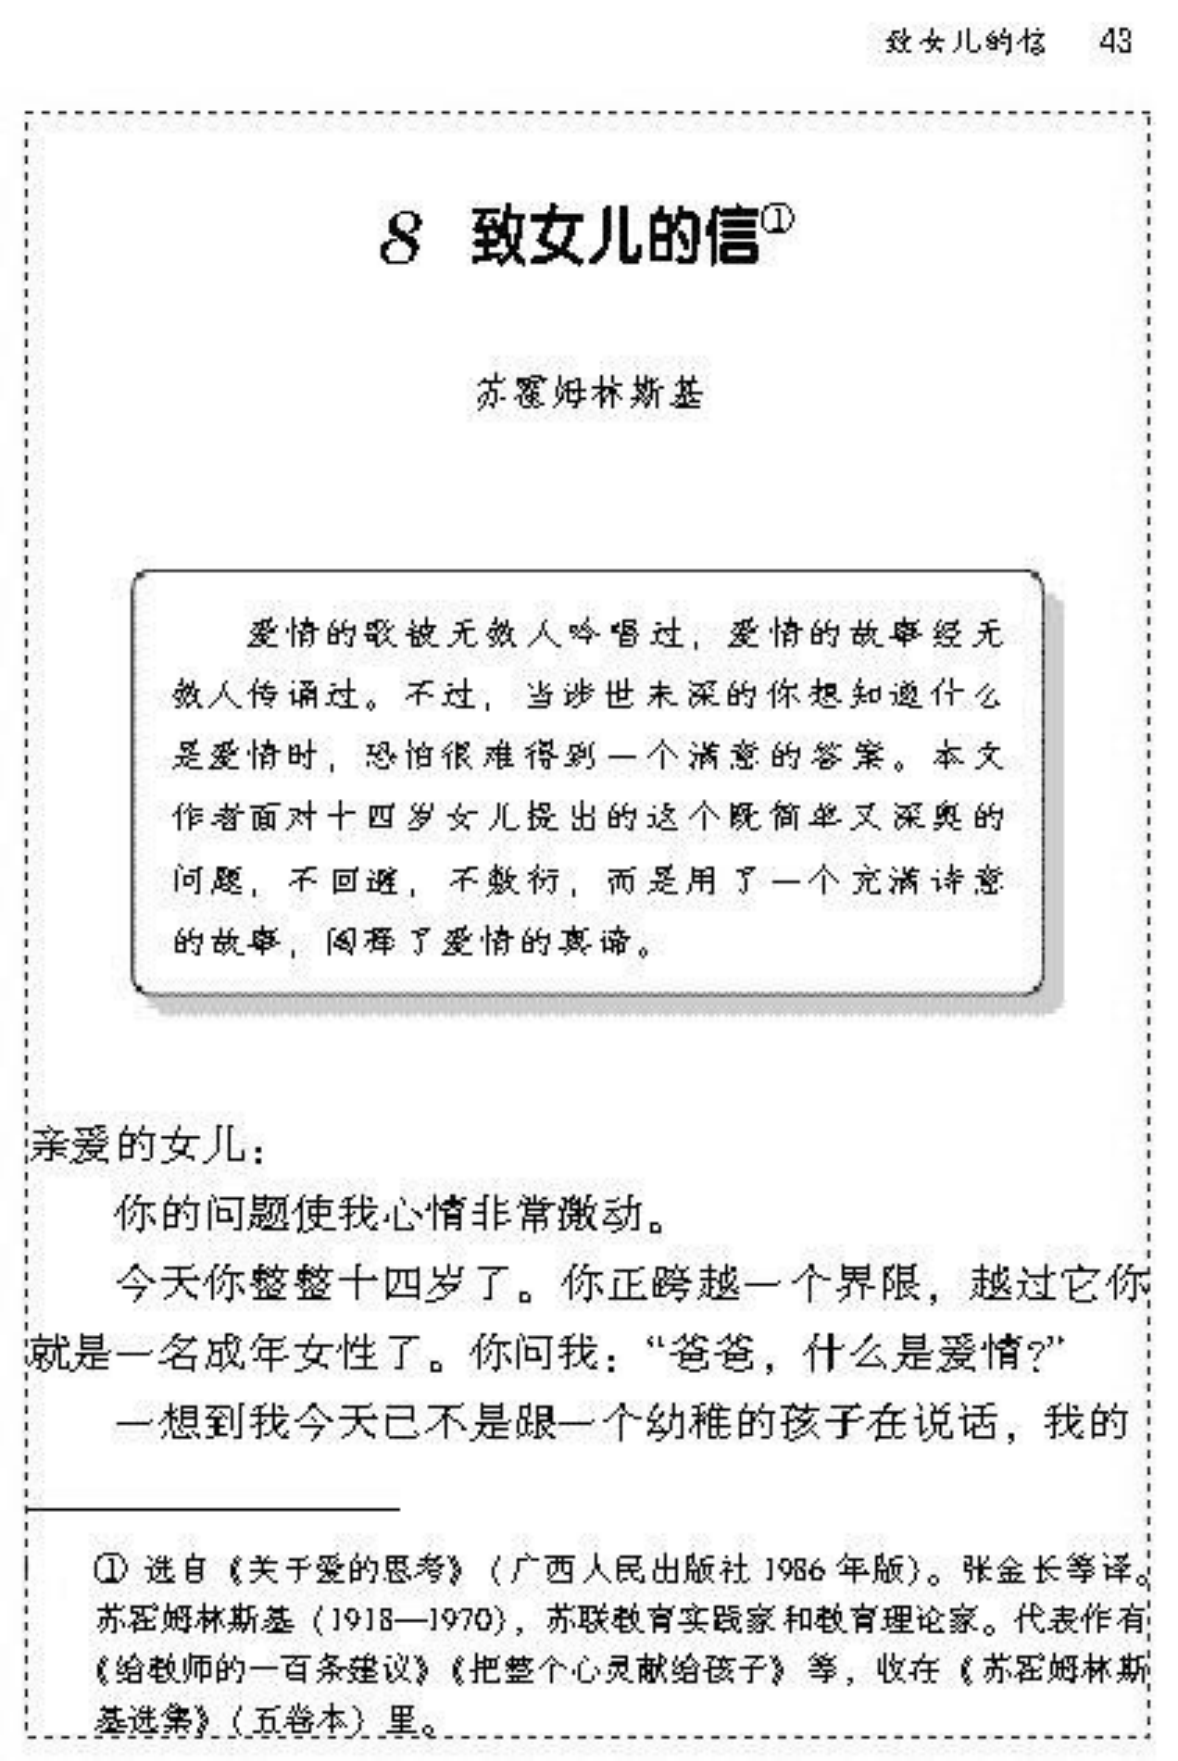 致女儿的信 43
8 致女儿的信①
苏霍姆林斯基
爱情的歌被无数人吟唱过，爱情的故事经无
数人传诵过。不过，当涉世未深的你想知道什么
是爱情时，恐怕很难得到一个满意的答案。本文
作者面对十四岁女儿提出的这个既简单又深奥的
问题，不回避，不敷衍，而是用了一个充满诗意
的故事，阐释了爱情的真谛。
亲爱的女儿：
你的问题使我心情非常激动。
今天你整整十四岁了。你正跨越一个界限，越过它你
就是一名成年女性了。你问我：“爸爸，什么是爱情?”
一想到我今天已不是跟一个幼稚的孩子在说话，我的
① 选自《关于爱的思考》（广西人民出版社 1986 年版）。张金长等译。
苏霍姆林斯基（1918—1970），苏联教育实践家和教育理论家。代表作有
《给教师的一百条建议》《把整个心灵献给孩子》等，收在《苏霍姆林斯
基选集》（五卷本）里。